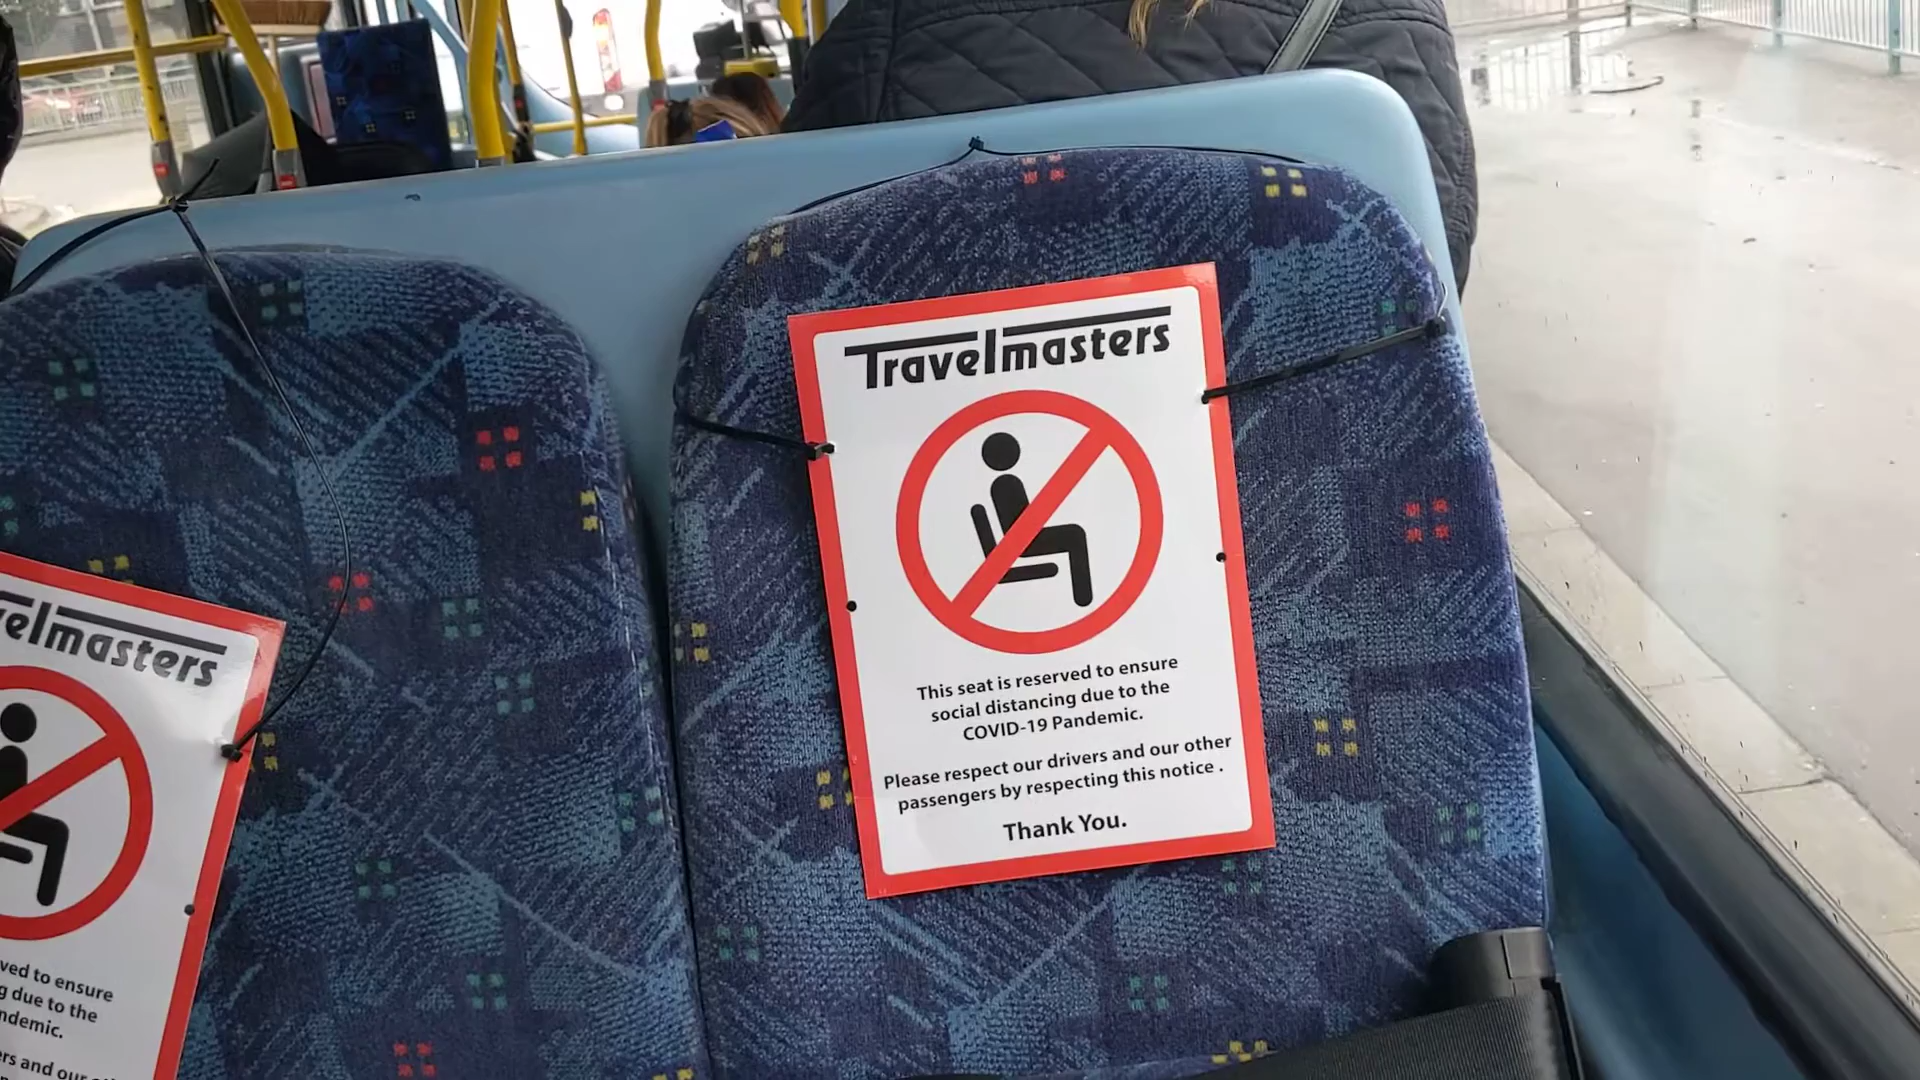 Travelmasters
This seat is reserved to ensure
social distancing due to the
COVID-19 Pandemic.
Please respect our drivers and our other
passengers by respecting this notice .
Thank You.
velmasters
ved to ensure
g due to the
ndemic.
ers and our